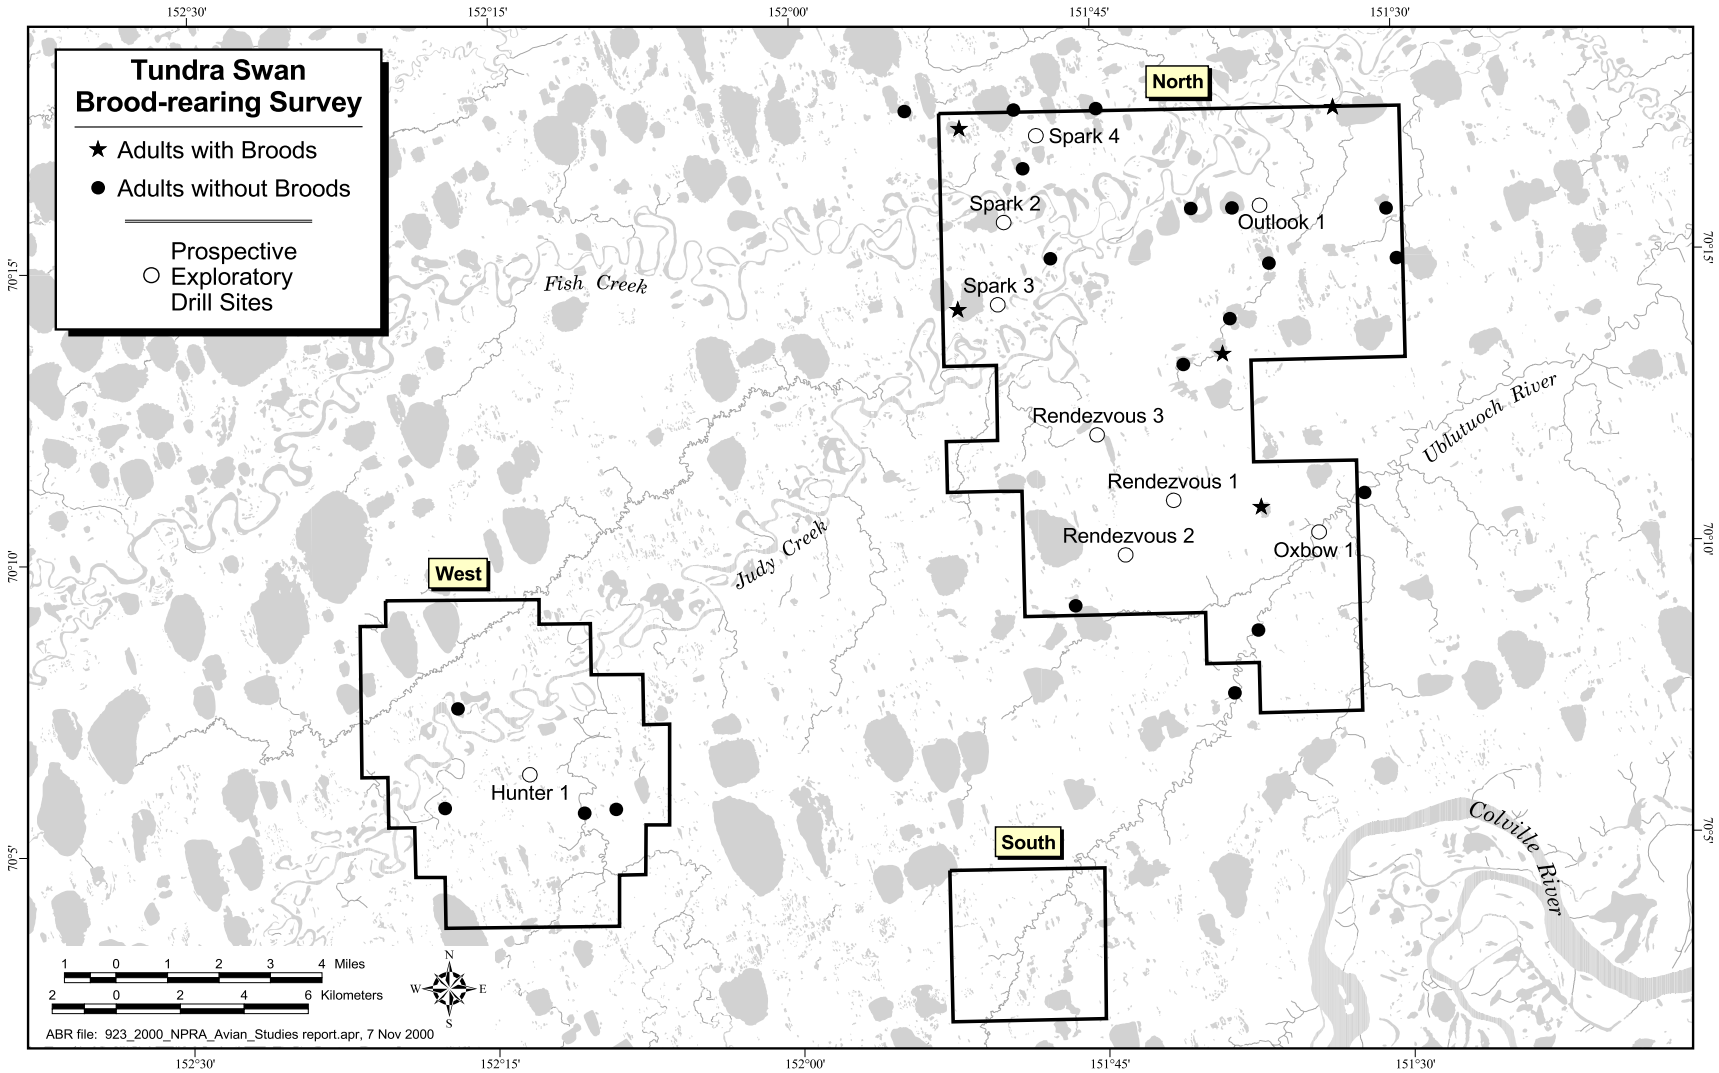 152°30'
152°15'
152°00'
151°45'
151°30'
Tundra Swan
Brood-rearing Survey
Adults with Broods
Adults without Broods
Prospective
Exploratory
Drill Sites
North
Spark 4
Spark 2
Outlook 1
Spark 3
70°15'
70°15'
Fish Creek
Ublutuoch River
Rendezvous 3
Rendezvous 1
Rendezvous 2
Oxbow 1
Judy Creek
70°10'
70°10'
West
Hunter 1
South
Colville River
70°5'
70°5'
1 0 1 2 3 4 Miles
2 0 2 4 6 Kilometers
N
W E
S
ABR file: 923_2000_NPRA_Avian_Studies report.apr, 7 Nov 2000
152°30'
152°15'
152°00'
151°45'
151°30'